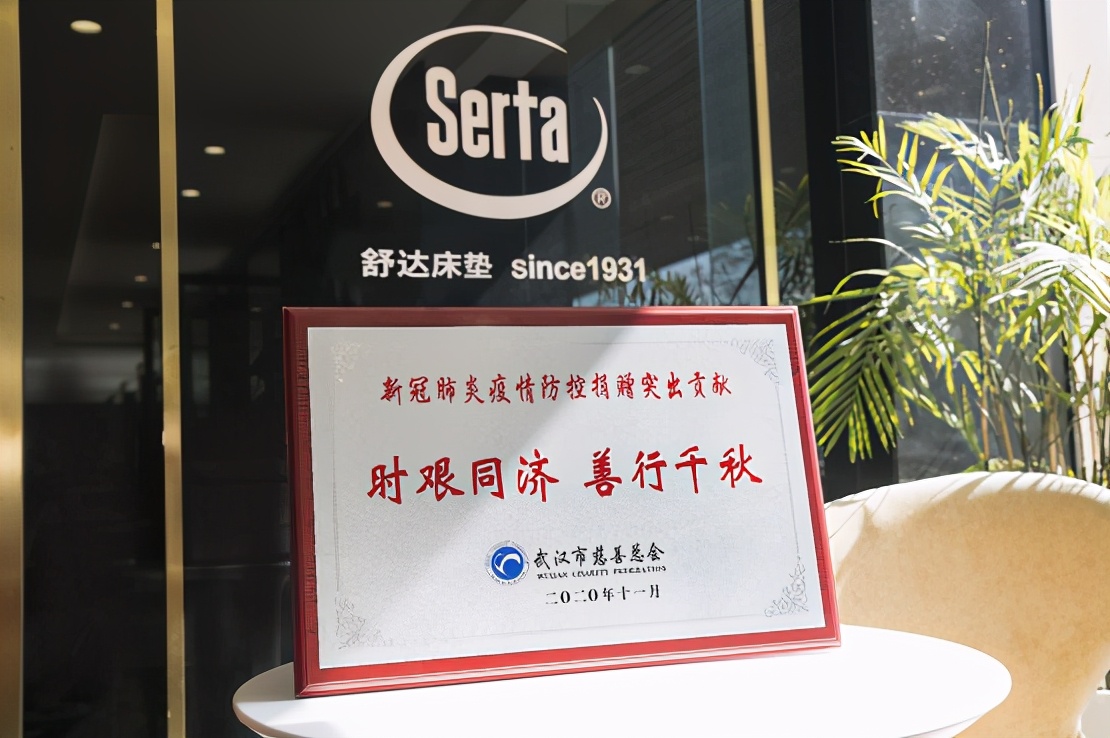 Serta
®
舒达床垫 since1931
新冠肺炎疫情防控捐赠突出贡献
时艰同济 善行千秋
武汉市慈善总会
二〇二〇年十一月